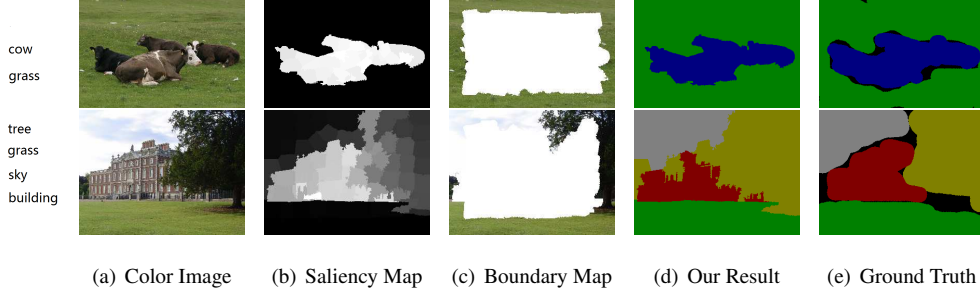 cow
grass
tree
grass
sky
building
(a) Color Image (b) Saliency Map (c) Boundary Map (d) Our Result (e) Ground Truth